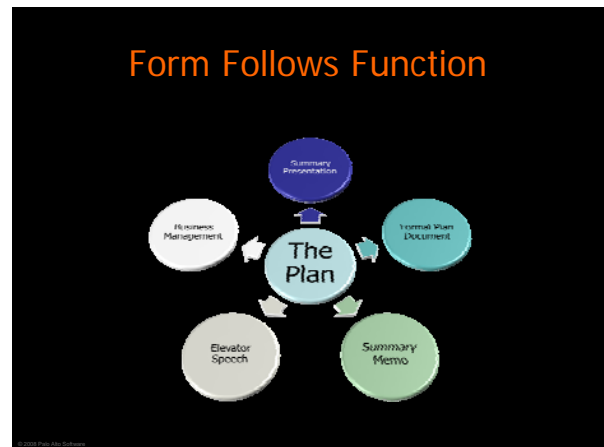 Form Follows Function
Summary
Presentation
Business
Management
Formal Plan
Document
The
Plan
Elevator
Speech
Summary
Memo
© 2008 Palo Alto Software